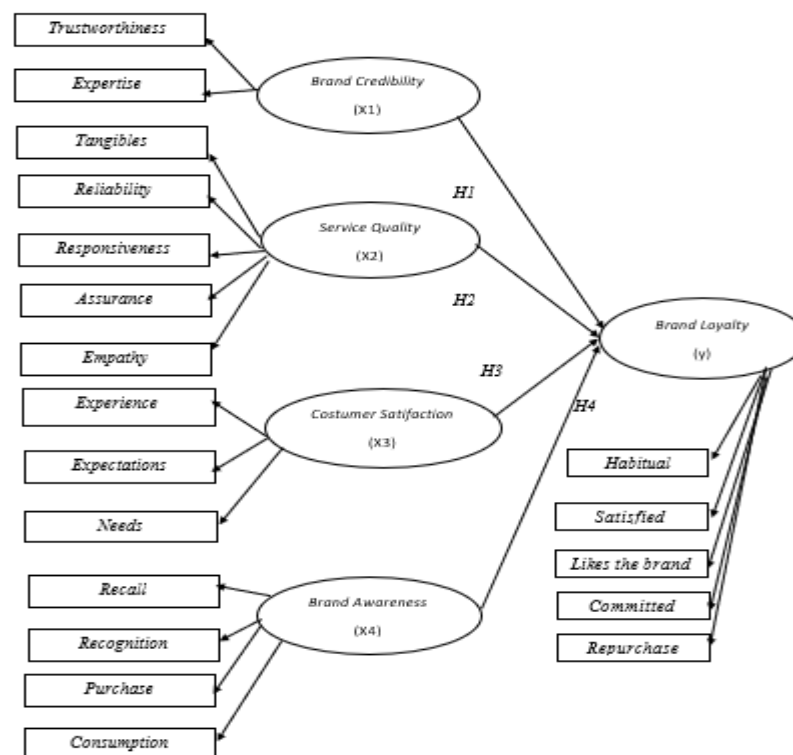 Trustworthiness
Expertise
Brand Credibility
(X1)
Tangibles
Reliability
Responsiveness
Assurance
Empathy
Service Quality
(X2)
H1
H2
H3
H4
Brand Loyalty
(y)
Experience
Expectations
Needs
Costumer Satifaction
(X3)
Habitual
Satisfied
Likes the brand
Committed
Repurchase
Recall
Recognition
Purchase
Consumption
Brand Awareness
(X4)